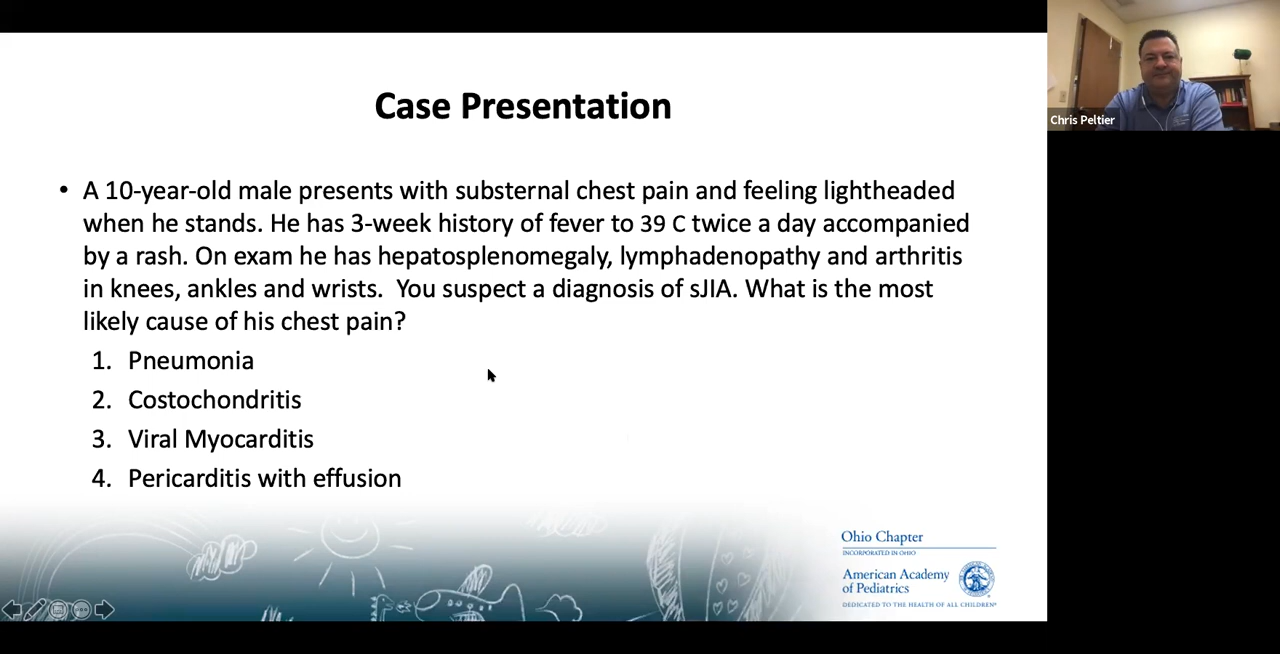 Case Presentation
• A 10-year-old male presents with substernal chest pain and feeling lightheaded
when he stands. He has 3-week history of fever to 39 C twice a day accompanied
by a rash. On exam he has hepatosplenomegaly, lymphadenopathy and arthritis
in knees, ankles and wrists.  You suspect a diagnosis of sJIA. What is the most
likely cause of his chest pain?
1. Pneumonia
2. Costochondritis
3. Viral Myocarditis
4. Pericarditis with effusion
Ohio Chapter
INCORPORATED IN OHIO
American Academy
of Pediatrics
DEDICATED TO THE HEALTH OF ALL CHILDREN®
Chris Peltier